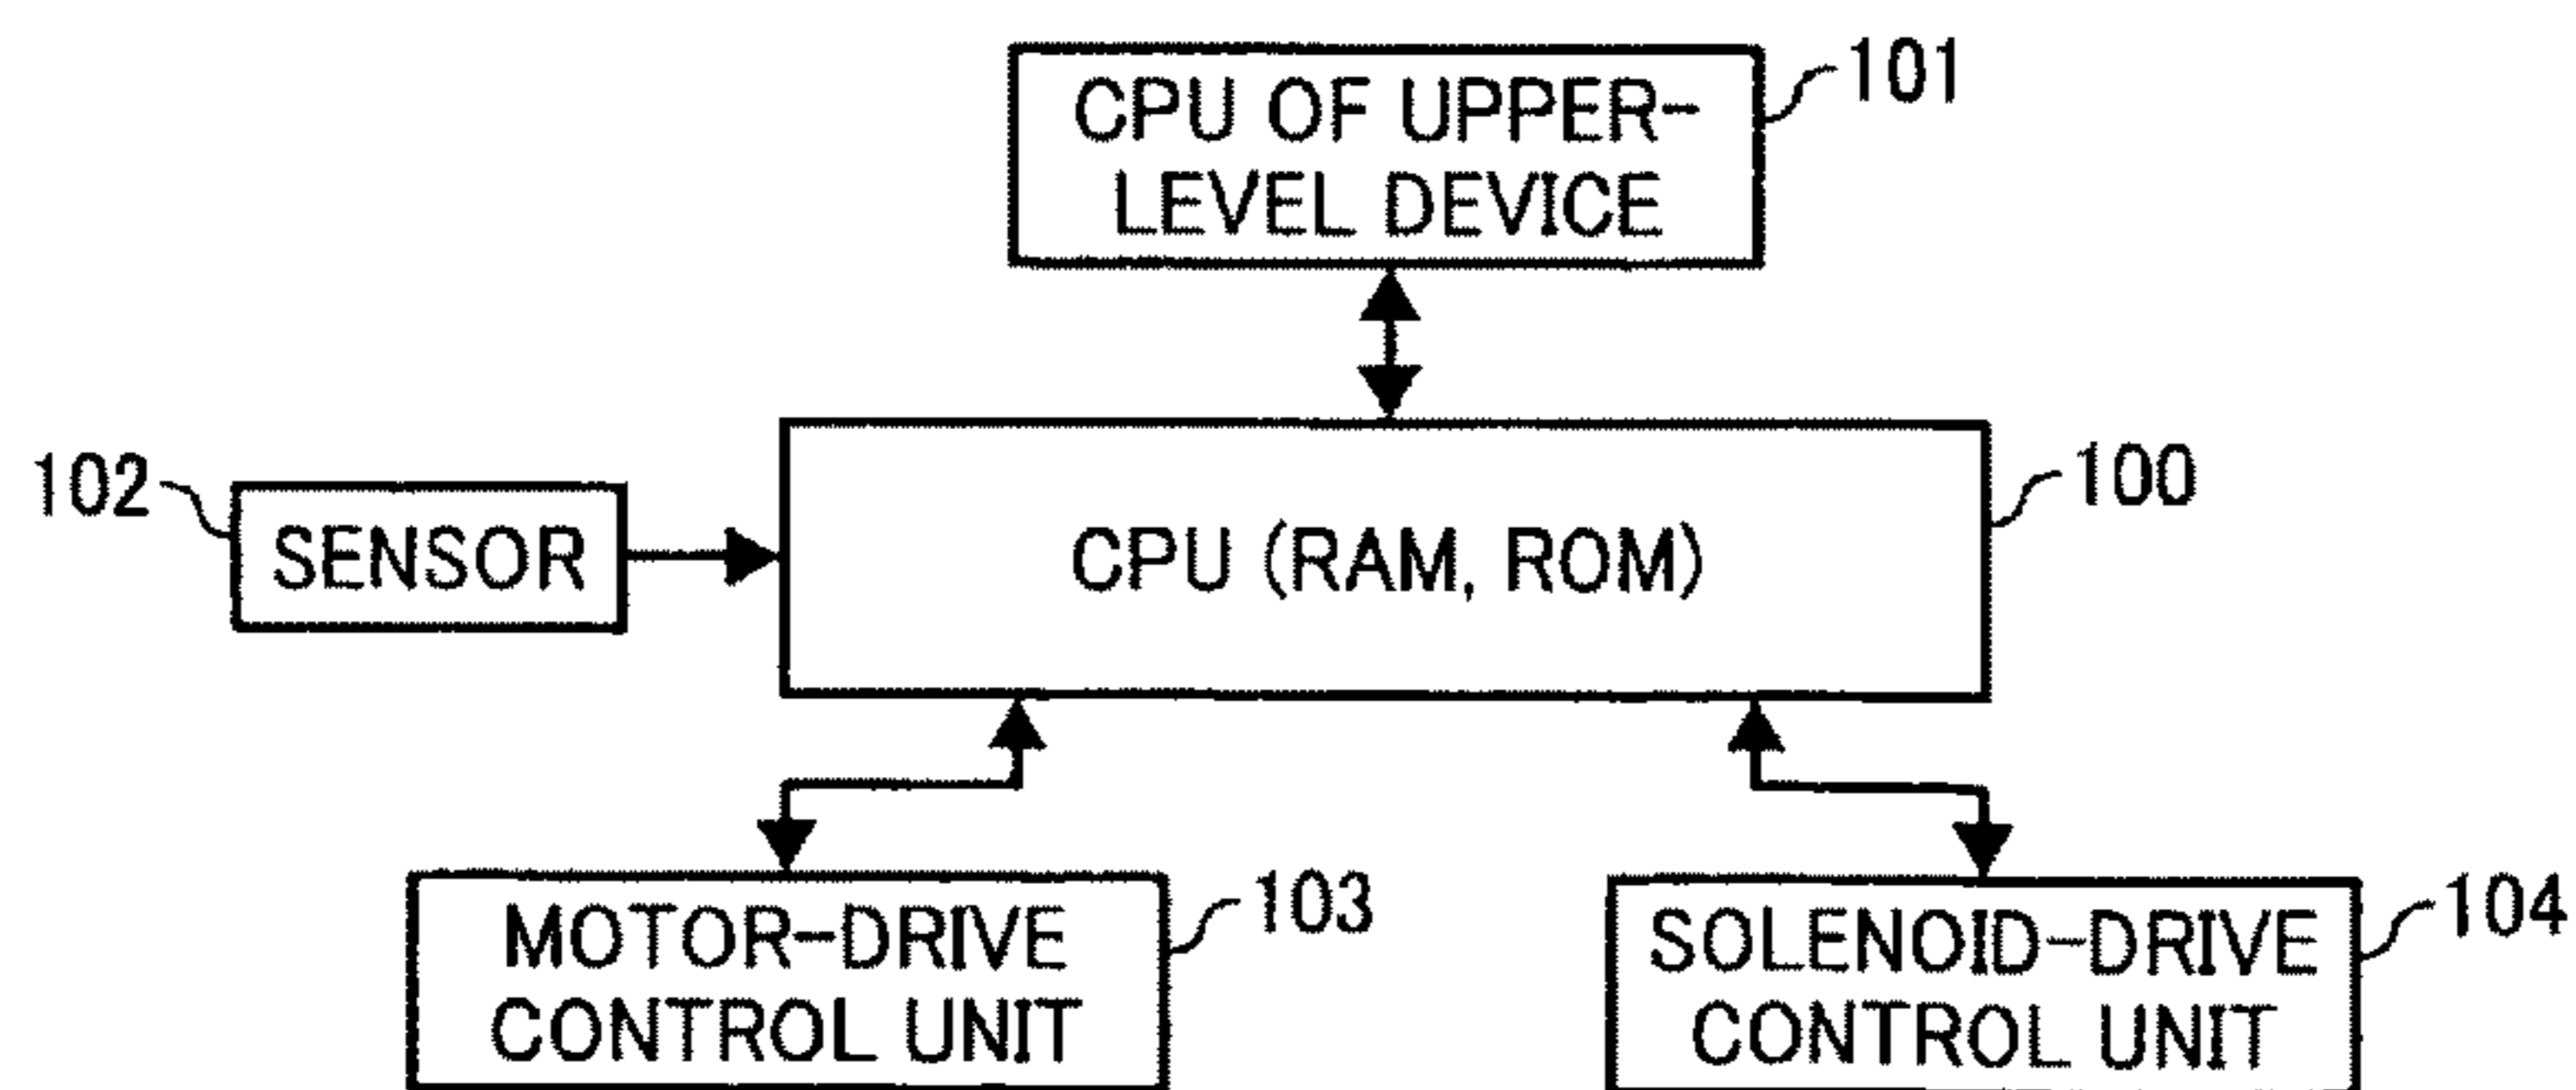 CPU OF UPPER-
LEVEL DEVICE
101
102
SENSOR
CPU (RAM, ROM)
100
MOTOR-DRIVE
CONTROL UNIT
103
SOLENOID-DRIVE
CONTROL UNIT
104